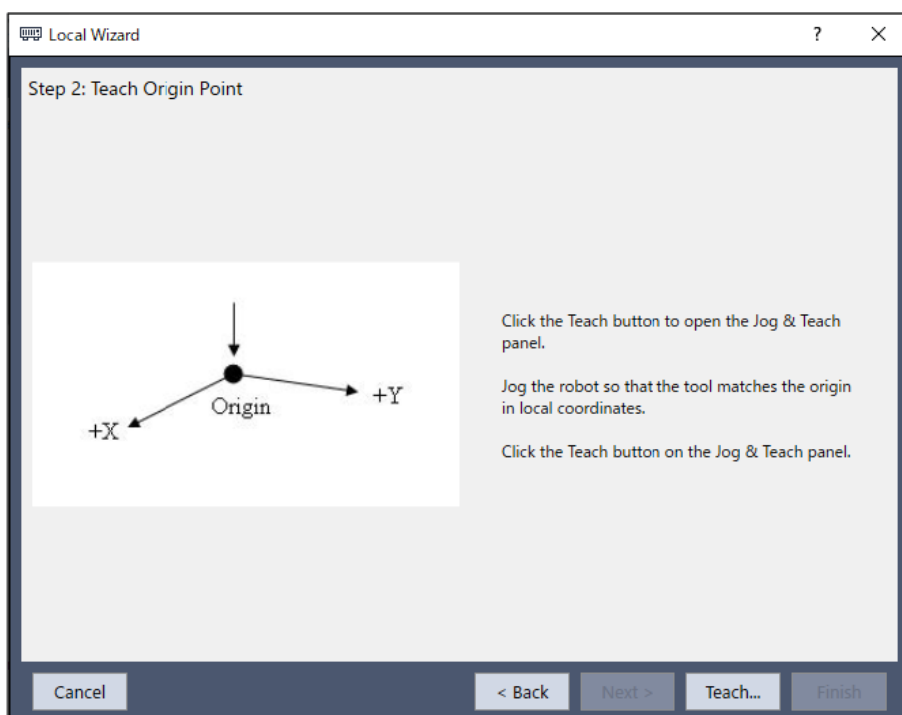 Local Wizard
?
Step 2: Teach Origin Point
Origin
+X
+Y
Click the Teach button to open the Jog & Teach
panel.
Jog the robot so that the tool matches the origin
in local coordinates.
Click the Teach button on the Jog & Teach panel.
Cancel
< Back
Next >
Teach...
Finish